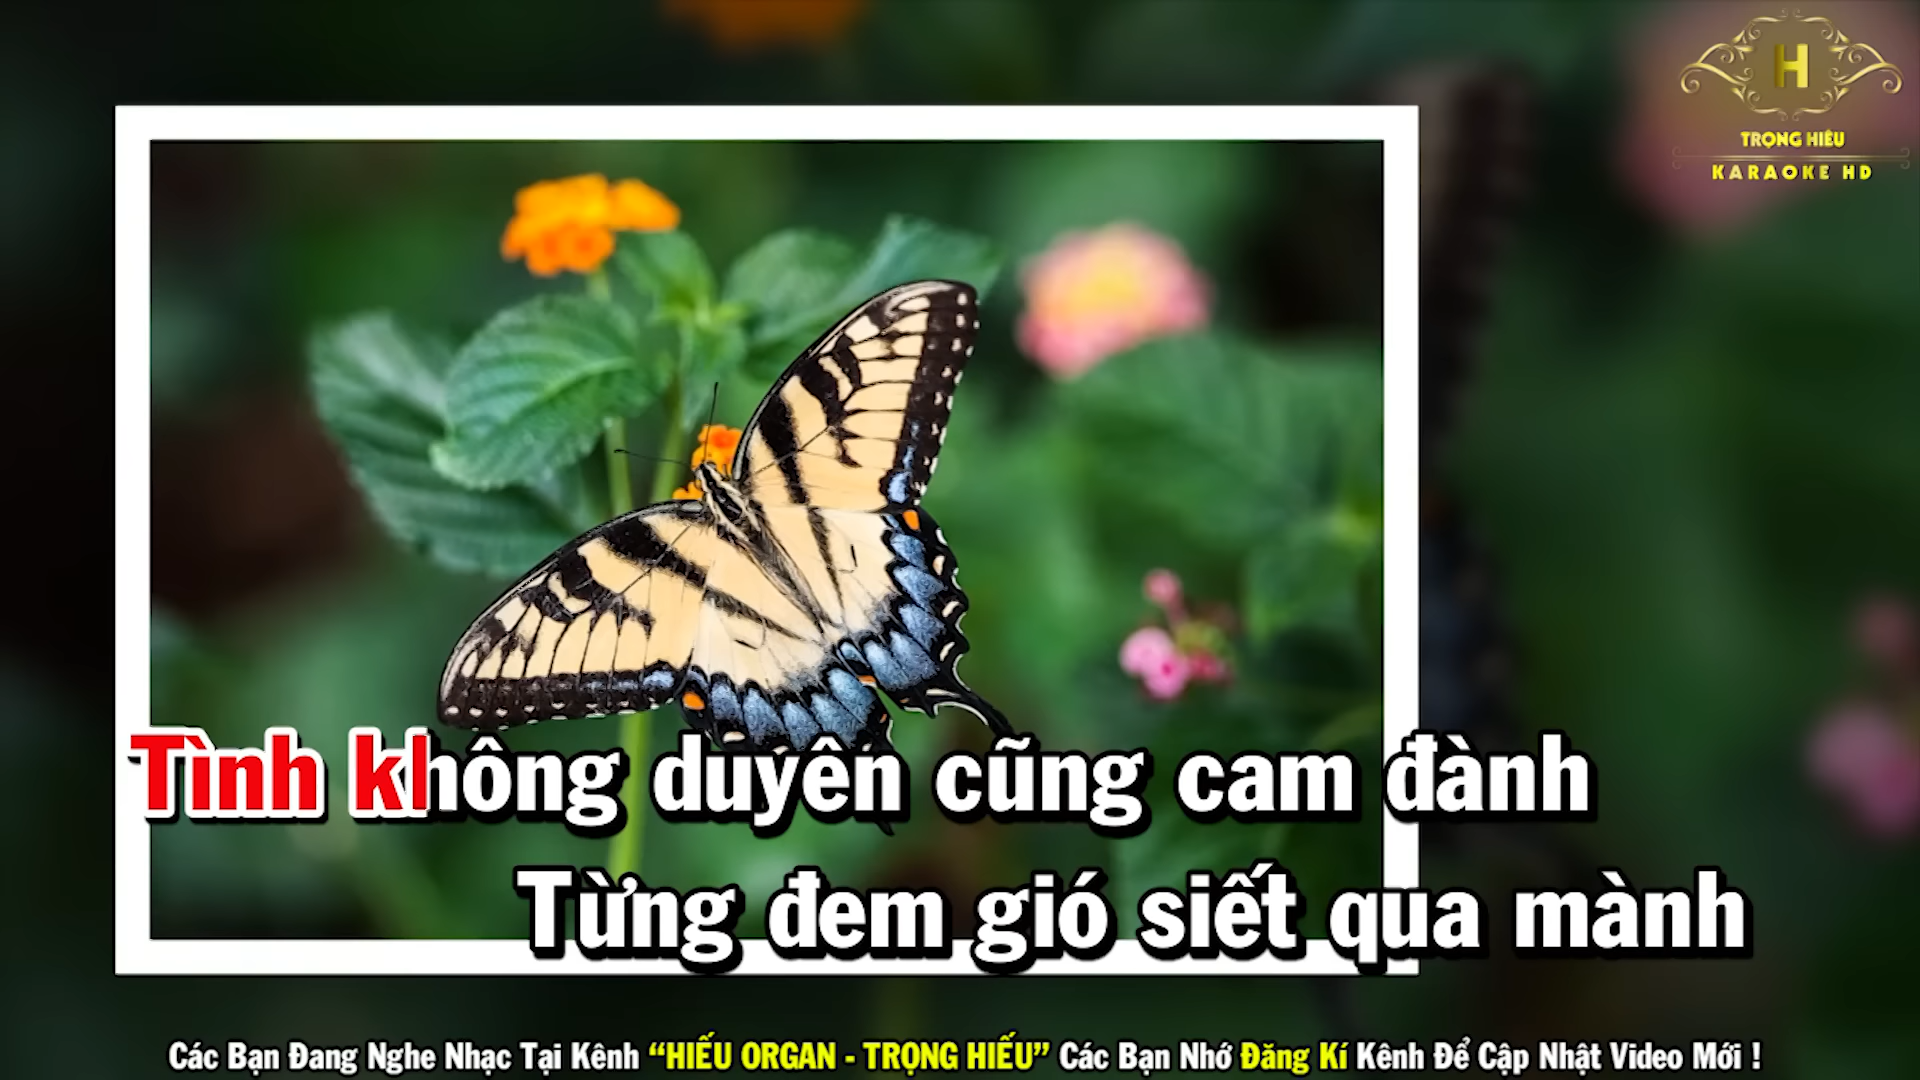 H
TRỌNG HIẾU
KARAOKE HD
Tình không duyên cũng cam đành
Từng đem gió siết qua mành
Các Bạn Đang Nghe Nhạc Tại Kênh “HIẾU ORGAN - TRỌNG HIẾU” Các Bạn Nhớ Đăng Kí Kênh Để Cập Nhật Video Mới !